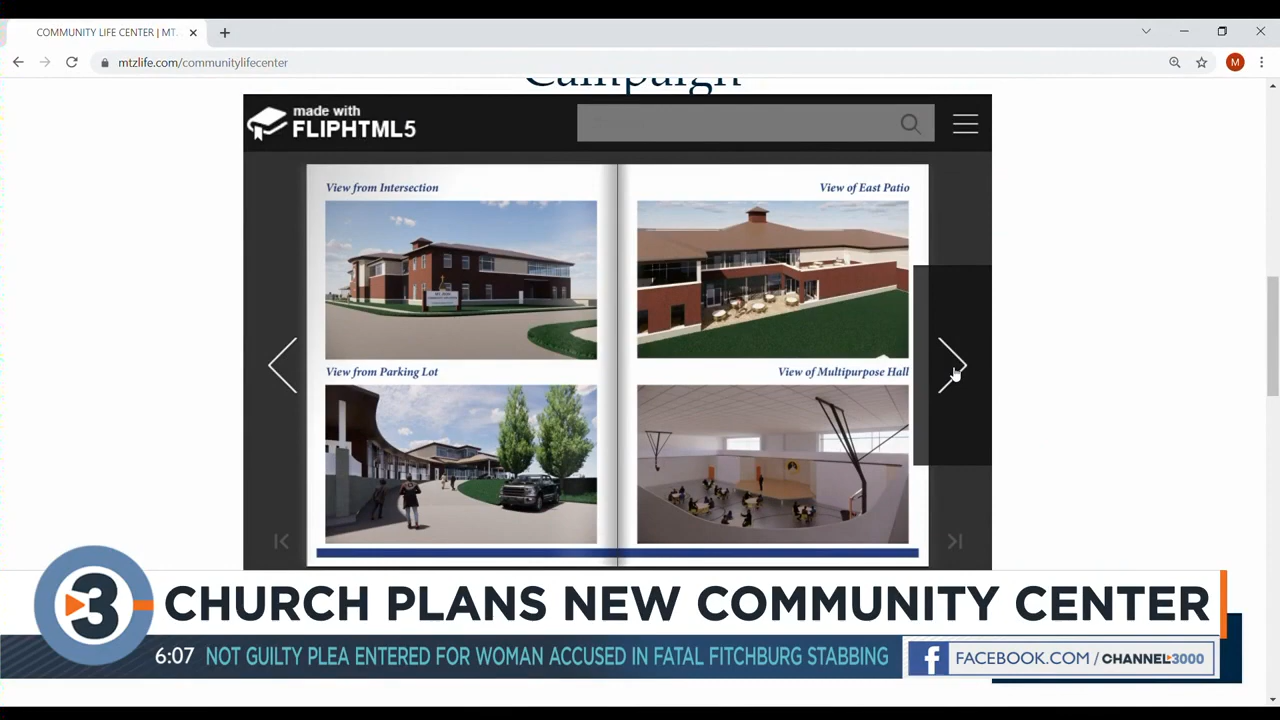 COMMUNITY LIFE CENTER | MT.
mtzlife.com/communitylifecenter
M
Campaign
made with
FLIPHTML5
View from Intersection
View of East Patio
View from Parking Lot
View of Multipurpose Hall
3
CHURCH PLANS NEW COMMUNITY CENTER
6:07 NOT GUILTY PLEA ENTERED FOR WOMAN ACCUSED IN FATAL FITCHBURG STABBING
f FACEBOOK.COM / CHANNEL3000